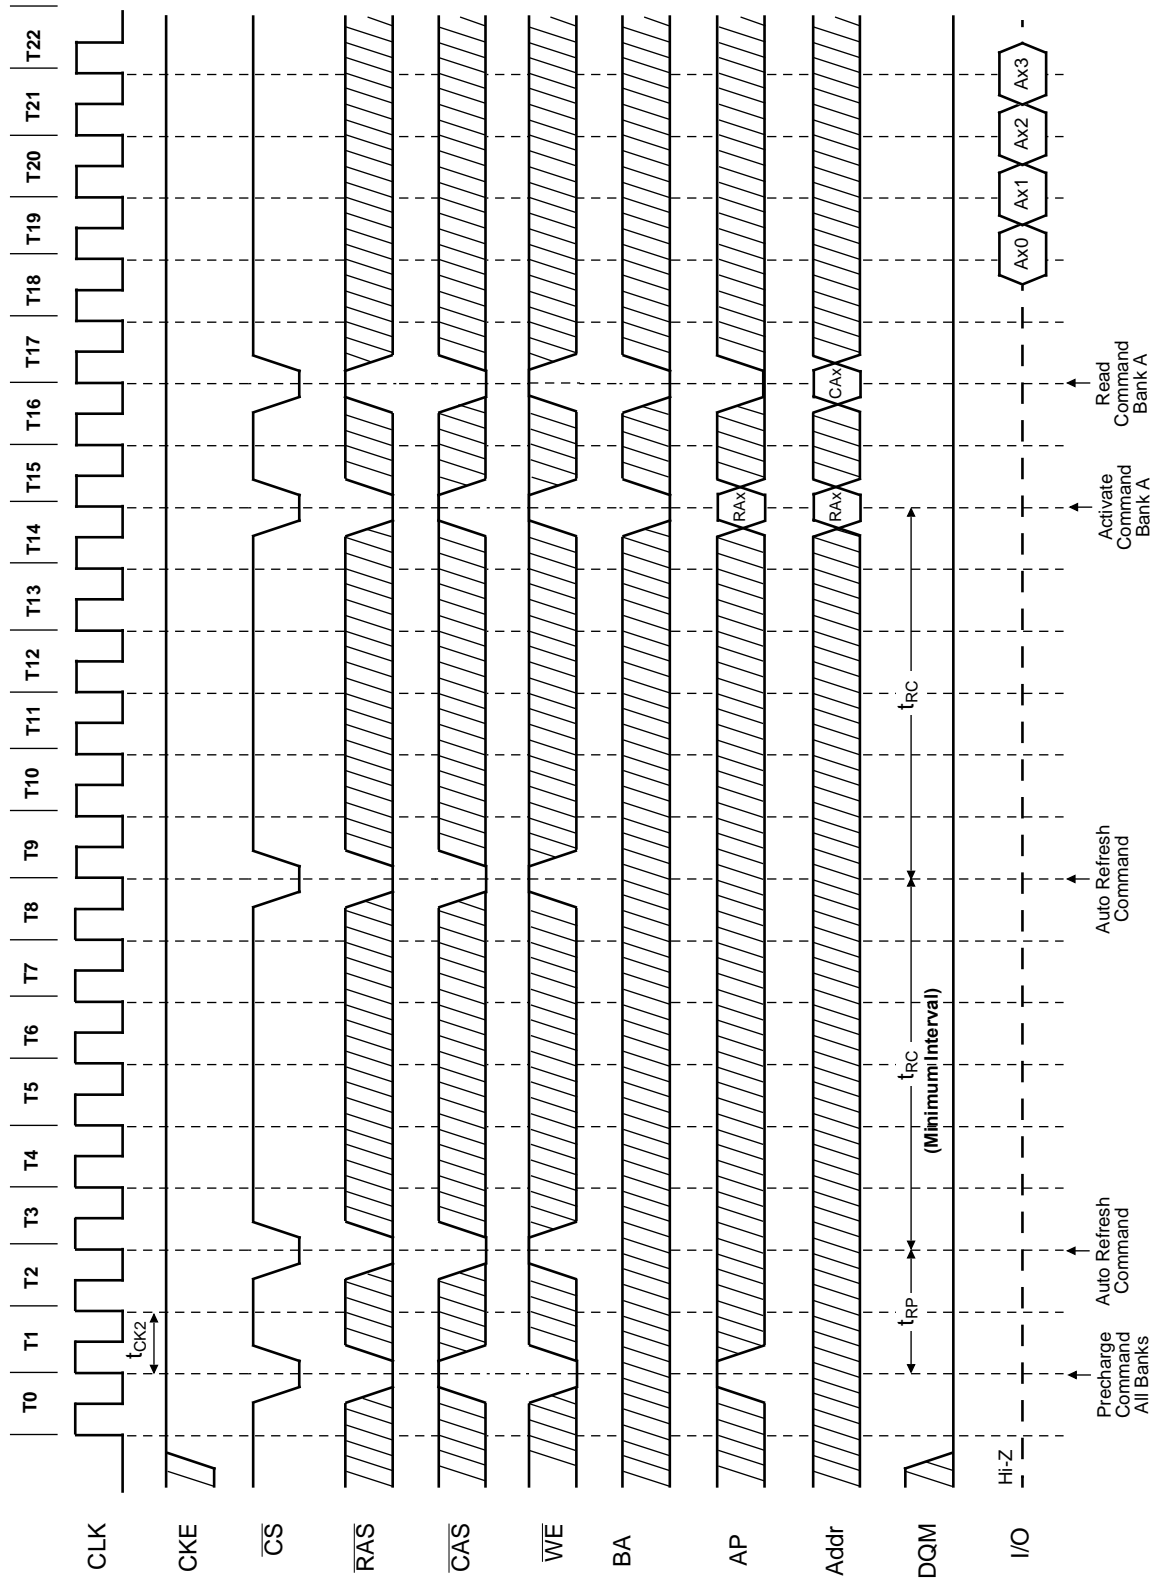 T0 T1 T2 T3 T4 T5 T6 T7 T8 T9 T10 T11 T12 T13 T14 T15 T16 T17 T18 T19 T20 T21 T22
CLK
tCK2
CKE
CS
RAS
CAS
WE
BA
AP
RAx
Addr
RAx CAx
tRP tRC tRC
(Minimum Interval)
DQM
Hi-Z
I/O
Ax0 Ax1 Ax2 Ax3
Precharge
Command
All Banks
Auto Refresh
Command
Auto Refresh
Command
Activate
Command
Bank A
Read
Command
Bank A